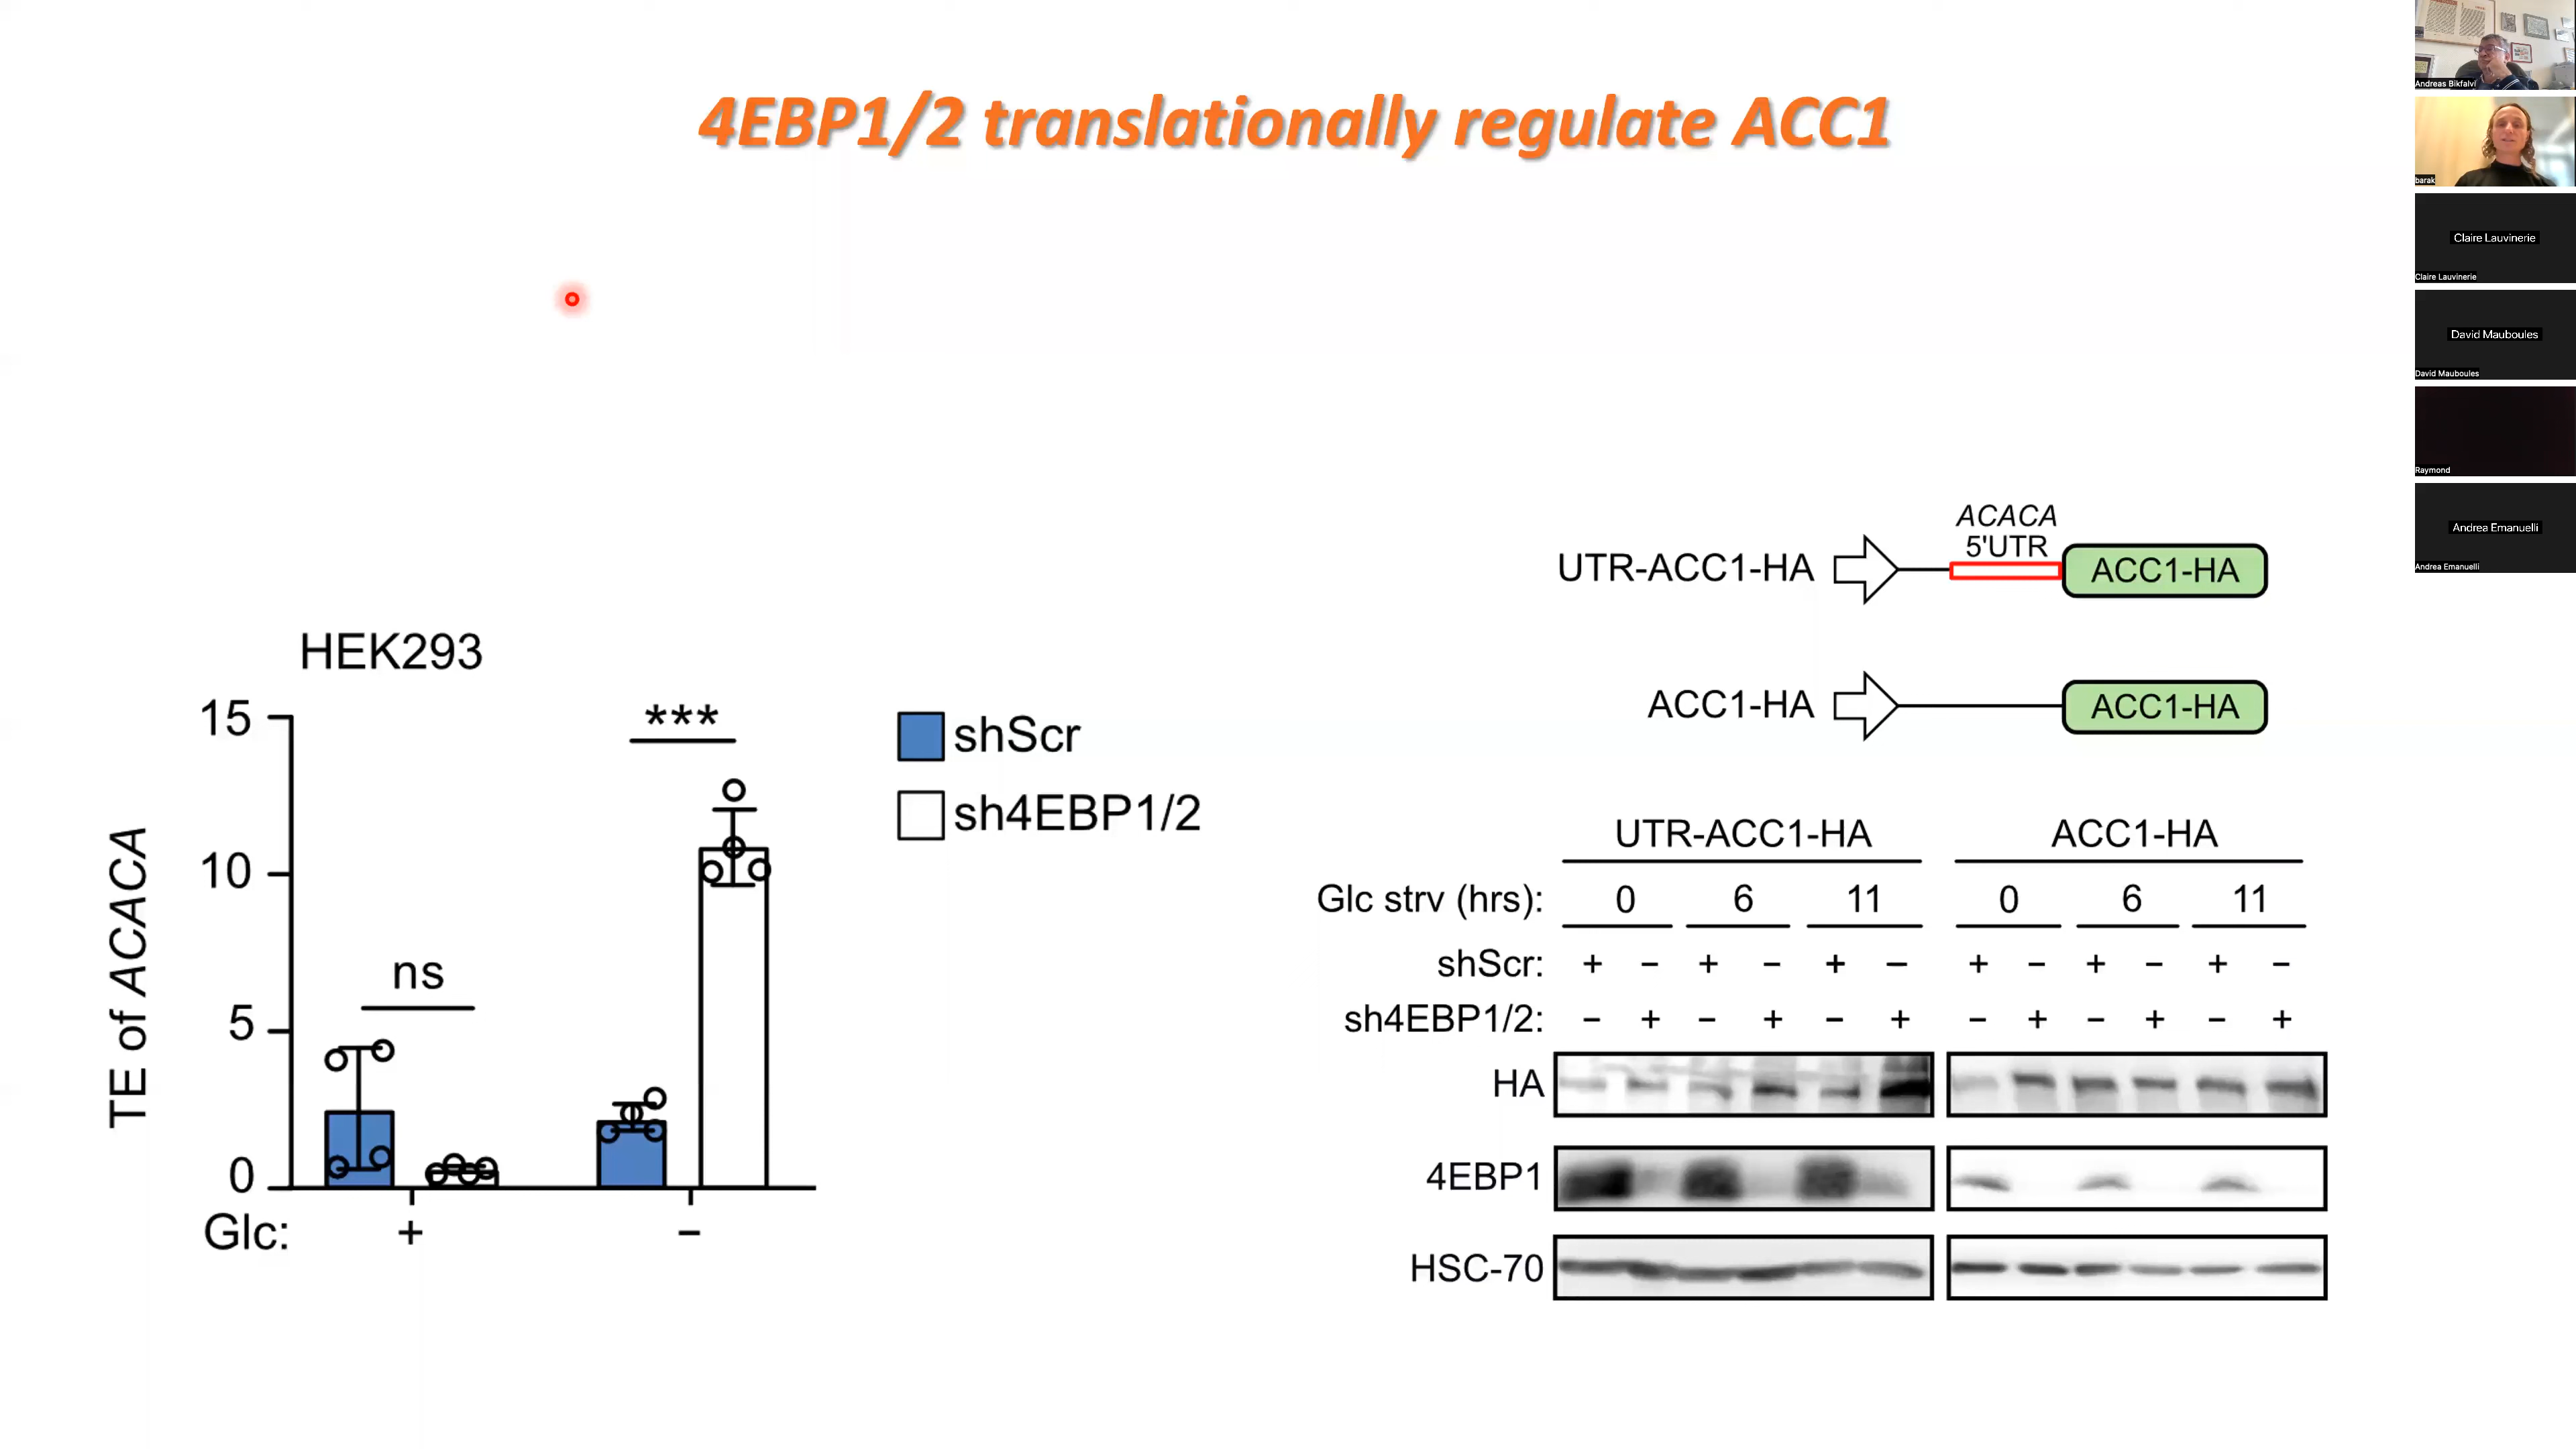 4EBP1/2 translationally regulate ACC1
HEK293
15
10
5
0
TE of ACACA
ns
***
Glc:
+
−
shScr
sh4EBP1/2
UTR-ACC1-HA
ACACA
5'UTR
ACC1-HA
ACC1-HA
ACC1-HA
UTR-ACC1-HA ACC1-HA
Glc strv (hrs): 0 6 11 0 6 11
shScr: + − + − + − + − + − + −
sh4EBP1/2: − + − + − + − + − + − +
HA
4EBP1
HSC-70
Andreas Bikfalvi
barak
Claire Lauvinerie
Claire Lauvinerie
David Mauboules
David Mauboules
Raymond
Andrea Emanuelli
Andrea Emanuelli